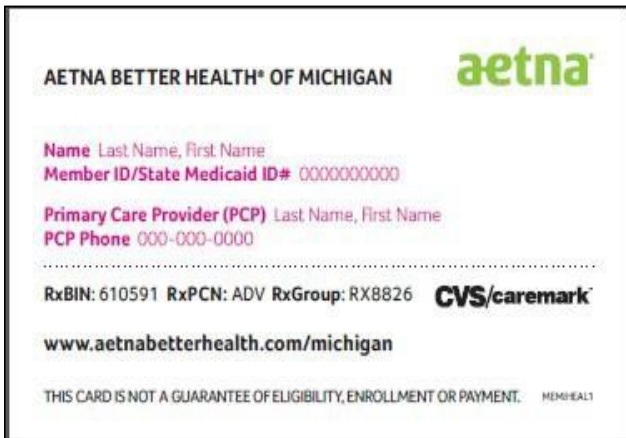 aetna
AETNA BETTER HEALTH® OF MICHIGAN
Name Last Name, First Name
Member ID/State Medicaid ID# 0000000000
Primary Care Provider (PCP) Last Name, First Name
PCP Phone 000-000-0000
RxBIN: 610591 RxPCN: ADV RxGroup: RX8826 CVS/caremark
www.aetnabetterhealth.com/michigan
THIS CARD IS NOT A GUARANTEE OF ELIGIBILITY, ENROLLMENT OR PAYMENT. MEMIHEAL1